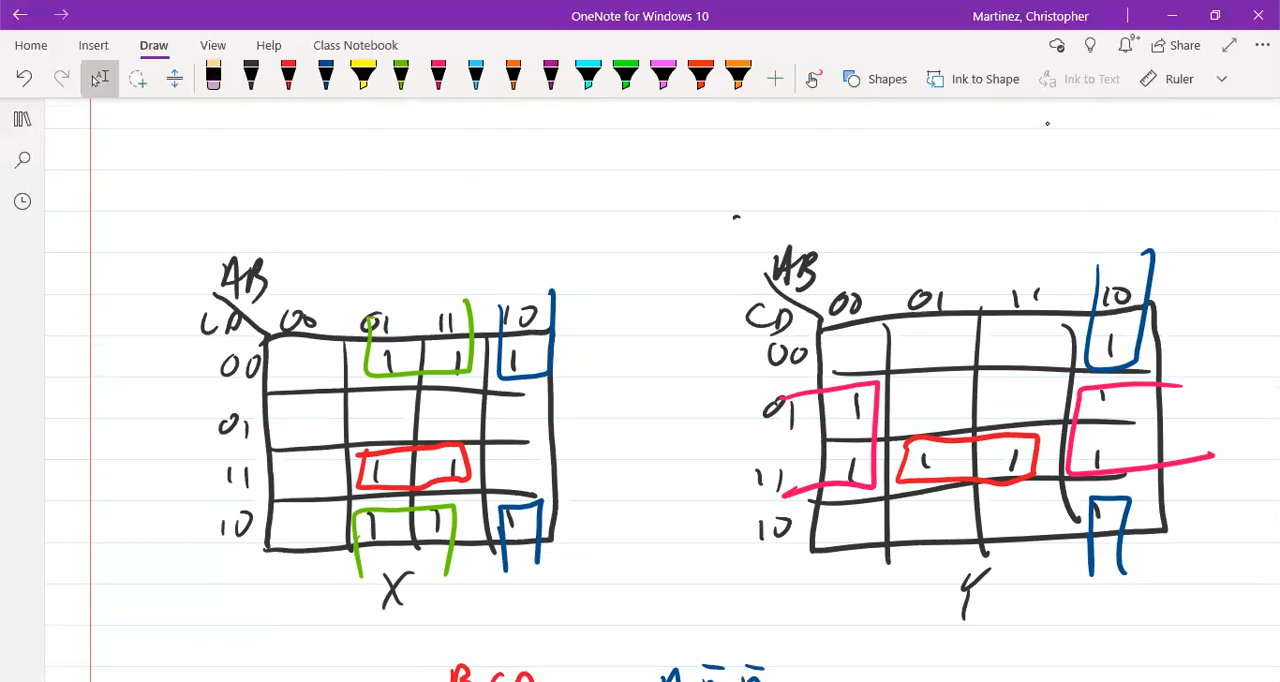 OneNote for Windows 10
Martinez, Christopher
Home Insert Draw View Help Class Notebook
Share
Shapes
Ink to Shape
Ink to Text
Ruler
AB
CD 00 01 11 10
00 1 1 1
01
11 1 1
10 1 1 1
X
AB
CD 00 01 11 10
00 1
01 1 1
11 1 1 1 1
10 1
Y
BCD